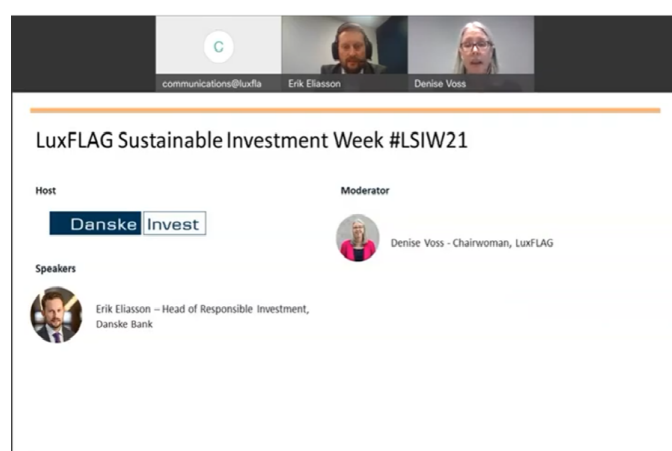 C
communications@luxfla
Erik Eliasson
Denise Voss
LuxFLAG Sustainable Investment Week #LSIW21
Host
Moderator
Danske Invest
Denise Voss - Chairwoman, LuxFLAG
Speakers
Erik Eliasson – Head of Responsible Investment,
Danske Bank